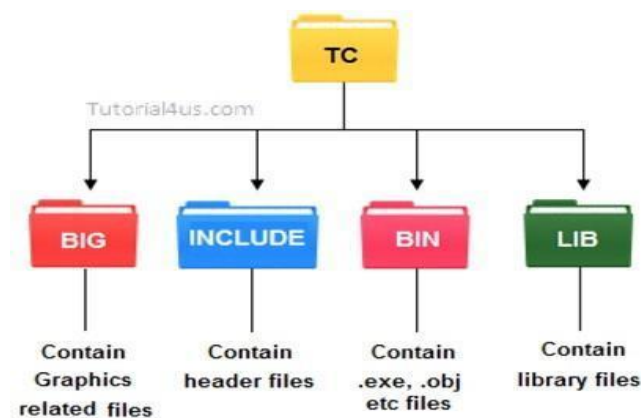 TC
Tutorial4us.com
BIG
INCLUDE
BIN
LIB
Contain
Graphics
related files
Contain
header files
Contain
.exe, .obj
etc files
Contain
library files